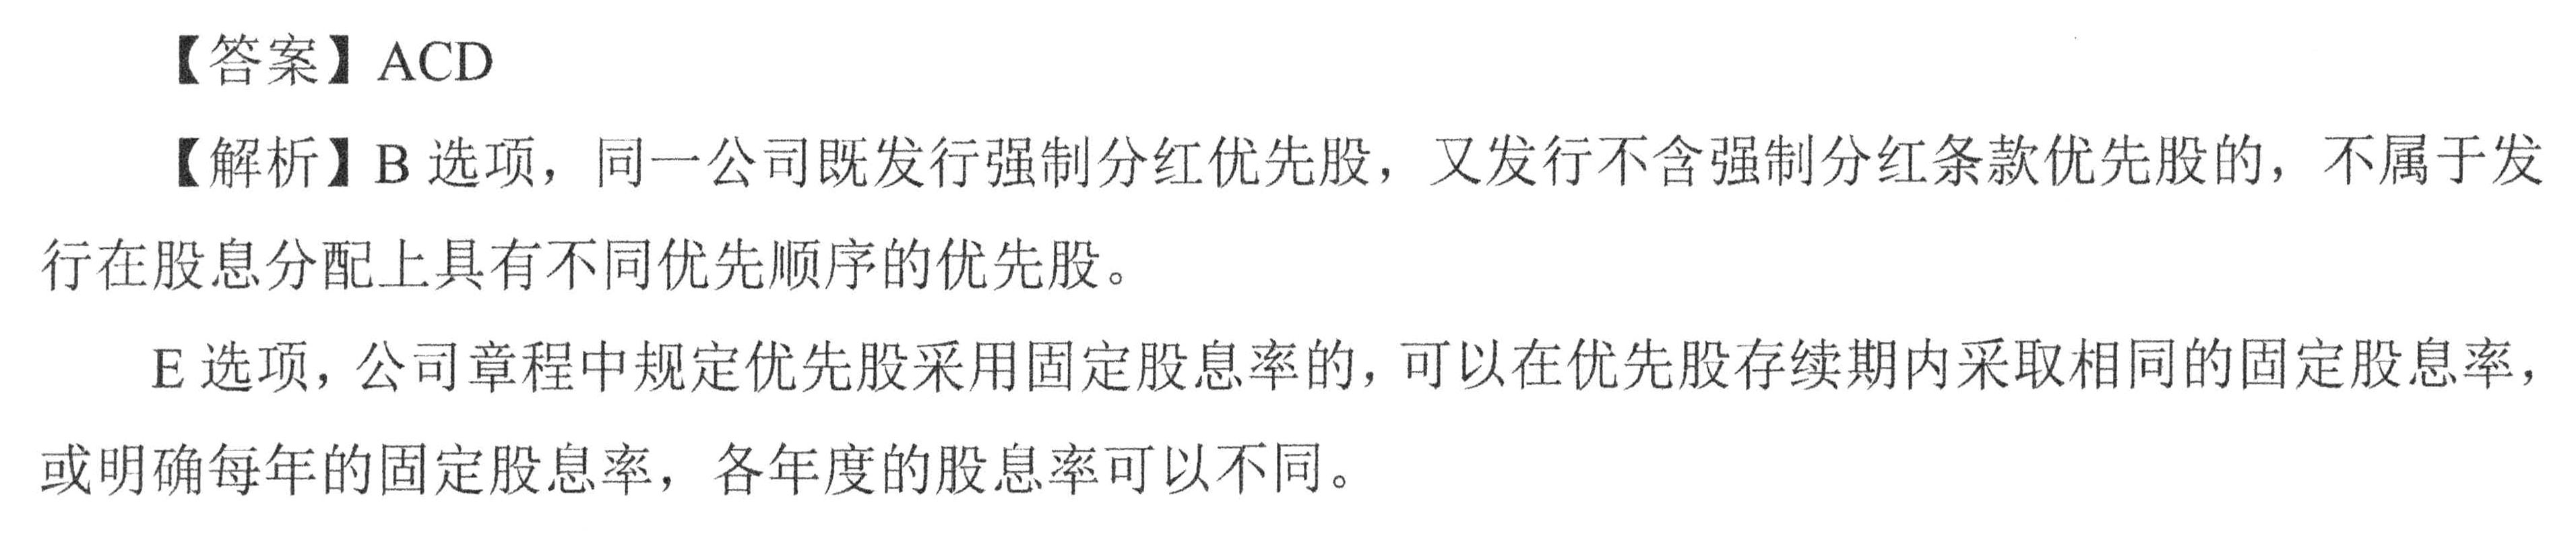 【答案】ACD
【解析】B 选项，同一公司既发行强制分红优先股，又发行不含强制分红条款优先股的，不属于发
行在股息分配上具有不同优先顺序的优先股。
E 选项，公司章程中规定优先股采用固定股息率的，可以在优先股存续期内采取相同的固定股息率，
或明确每年的固定股息率，各年度的股息率可以不同。